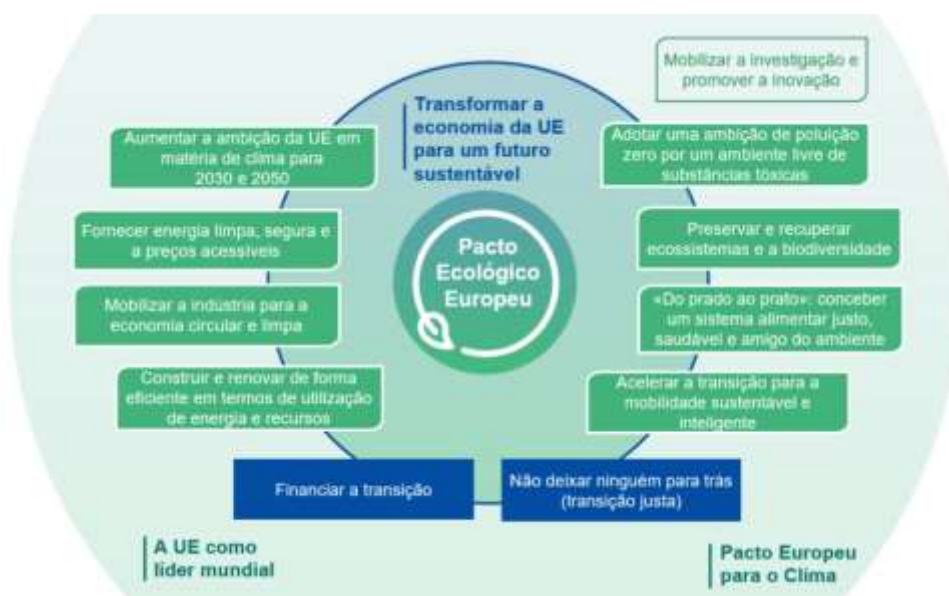 Mobilizar a investigação e
promover a inovação
Transformar a
economia da UE
para um futuro
sustentável
Aumentar a ambição da UE em
matéria de clima para
2030 e 2050
Adotar uma ambição de poluição
zero por um ambiente livre de
substâncias tóxicas
Fornecer energia limpa, segura e
a preços acessíveis
Preservar e recuperar
ecossistemas e a biodiversidade
Pacto
Ecológico
Europeu
Mobilizar a indústria para a
economia circular e limpa
«Do prado ao prato»: conceber
um sistema alimentar justo,
saudável e amigo do ambiente
Construir e renovar de forma
eficiente em termos de utilização
de energia e recursos
Acelerar a transição para a
mobilidade sustentável e
inteligente
Financiar a transição
Não deixar ninguém para trás
(transição justa)
A UE como
líder mundial
Pacto Europeu
para o Clima